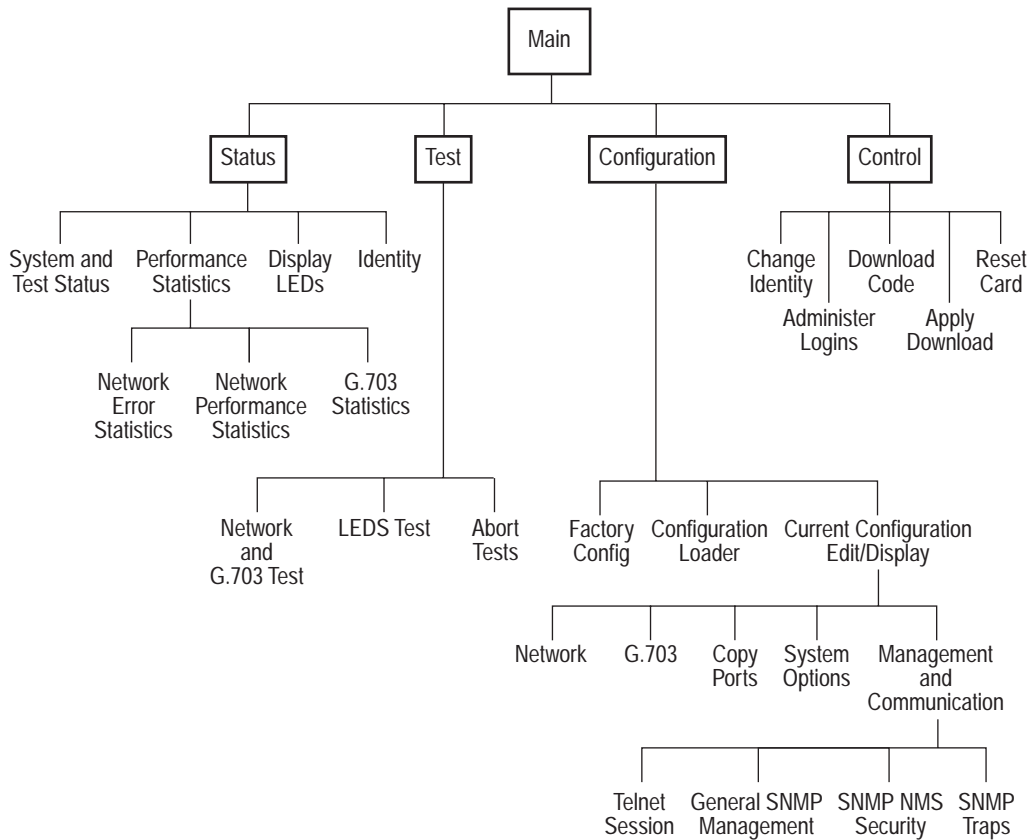 Main
Status
Test
Configuration
Control
System and
Test Status
Performance
Statistics
Display
LEDs
Identity
Change
Identity
Administer
Logins
Download
Code
Apply
Download
Reset
Card
Network
Error
Statistics
Network
Performance
Statistics
G.703
Statistics
Network
and
G.703 Test
LEDS Test
Abort
Tests
Factory
Config
Configuration
Loader
Current Configuration
Edit/Display
Network
G.703
Copy
Ports
System
Options
Management
and
Communication
Telnet
Session
General SNMP
Management
SNMP NMS
Security
SNMP
Traps